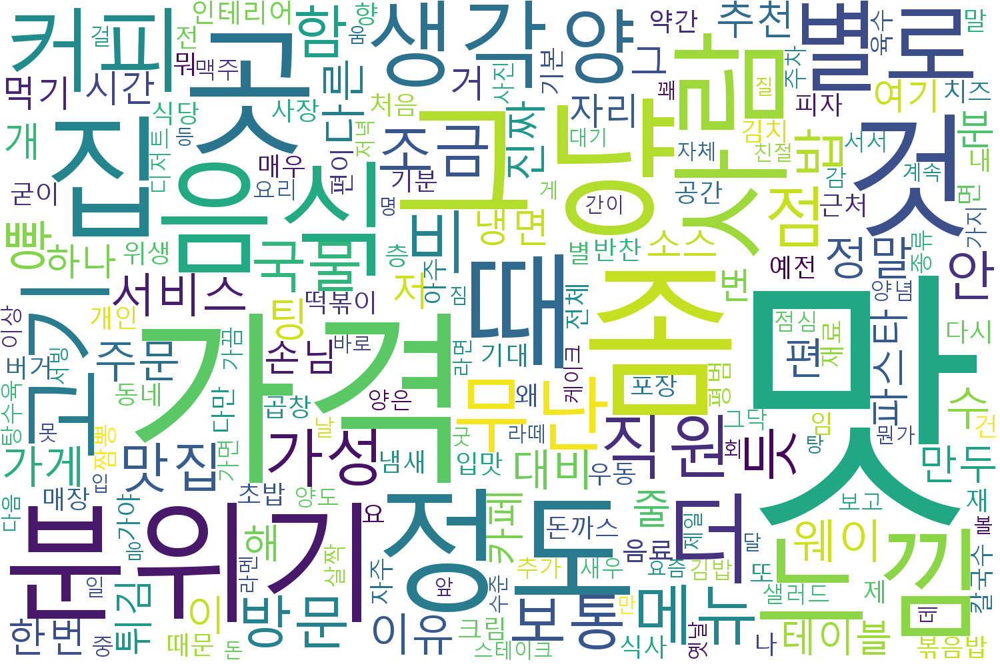 커피
곳
생각
양
사람
별로
집
음식
그냥
것
맛
가격
때
조금
좀
분위기
정도
느낌
더
거
점
무난
직원
메뉴
보통
방문
이유
서비스
국물
인테리어
함
향
움
걸
전
뭐
맥주
먹기
시간
다른
거
사진
기본
약간
그
추천
육수
말
주차
꽤
질
피자
여기
치즈
식당
사장
처음
진짜
자리
대기
자체
김치
친절
밥
서서
분
내
개
등
디저트
저녁
매우
요리
편이
기분
명
게
간이
공간
감
근처
계속
면
가지
굳이
빵
하나
위생
층
비
냉면
별
반찬
소스
예전
정말
종류
안
아주
저
짐
떡볶이
팅
개인
이상
전체
번
양념
점심
재료
편
파스타
다시
버거
서빙
주문
가끔
손님
바로
라면
기대
케이크
왜
포장
평범
수
동네
탕수육
다만
곱창
양은
날
라떼
그닥
임
건
뭔가
못
짬뽕
가게
맛집
가면
가성
냄새
굿
입맛
대비
우동
회
듯
탕
만두
입
매장
다음
가야
맘
초밥
양도
요
카페
줄
돈까스
음료
제일
달
보고
재
볼
웨이
해
라멘
살짝
자주
앞
수준
추가
새우
요즘
김밥
또
칼국수
샐러드
제
데
일
튀김
이
한번
중
때문
돈
크림
스테이크
만
식사
옛날
나
테이블
볶음밥